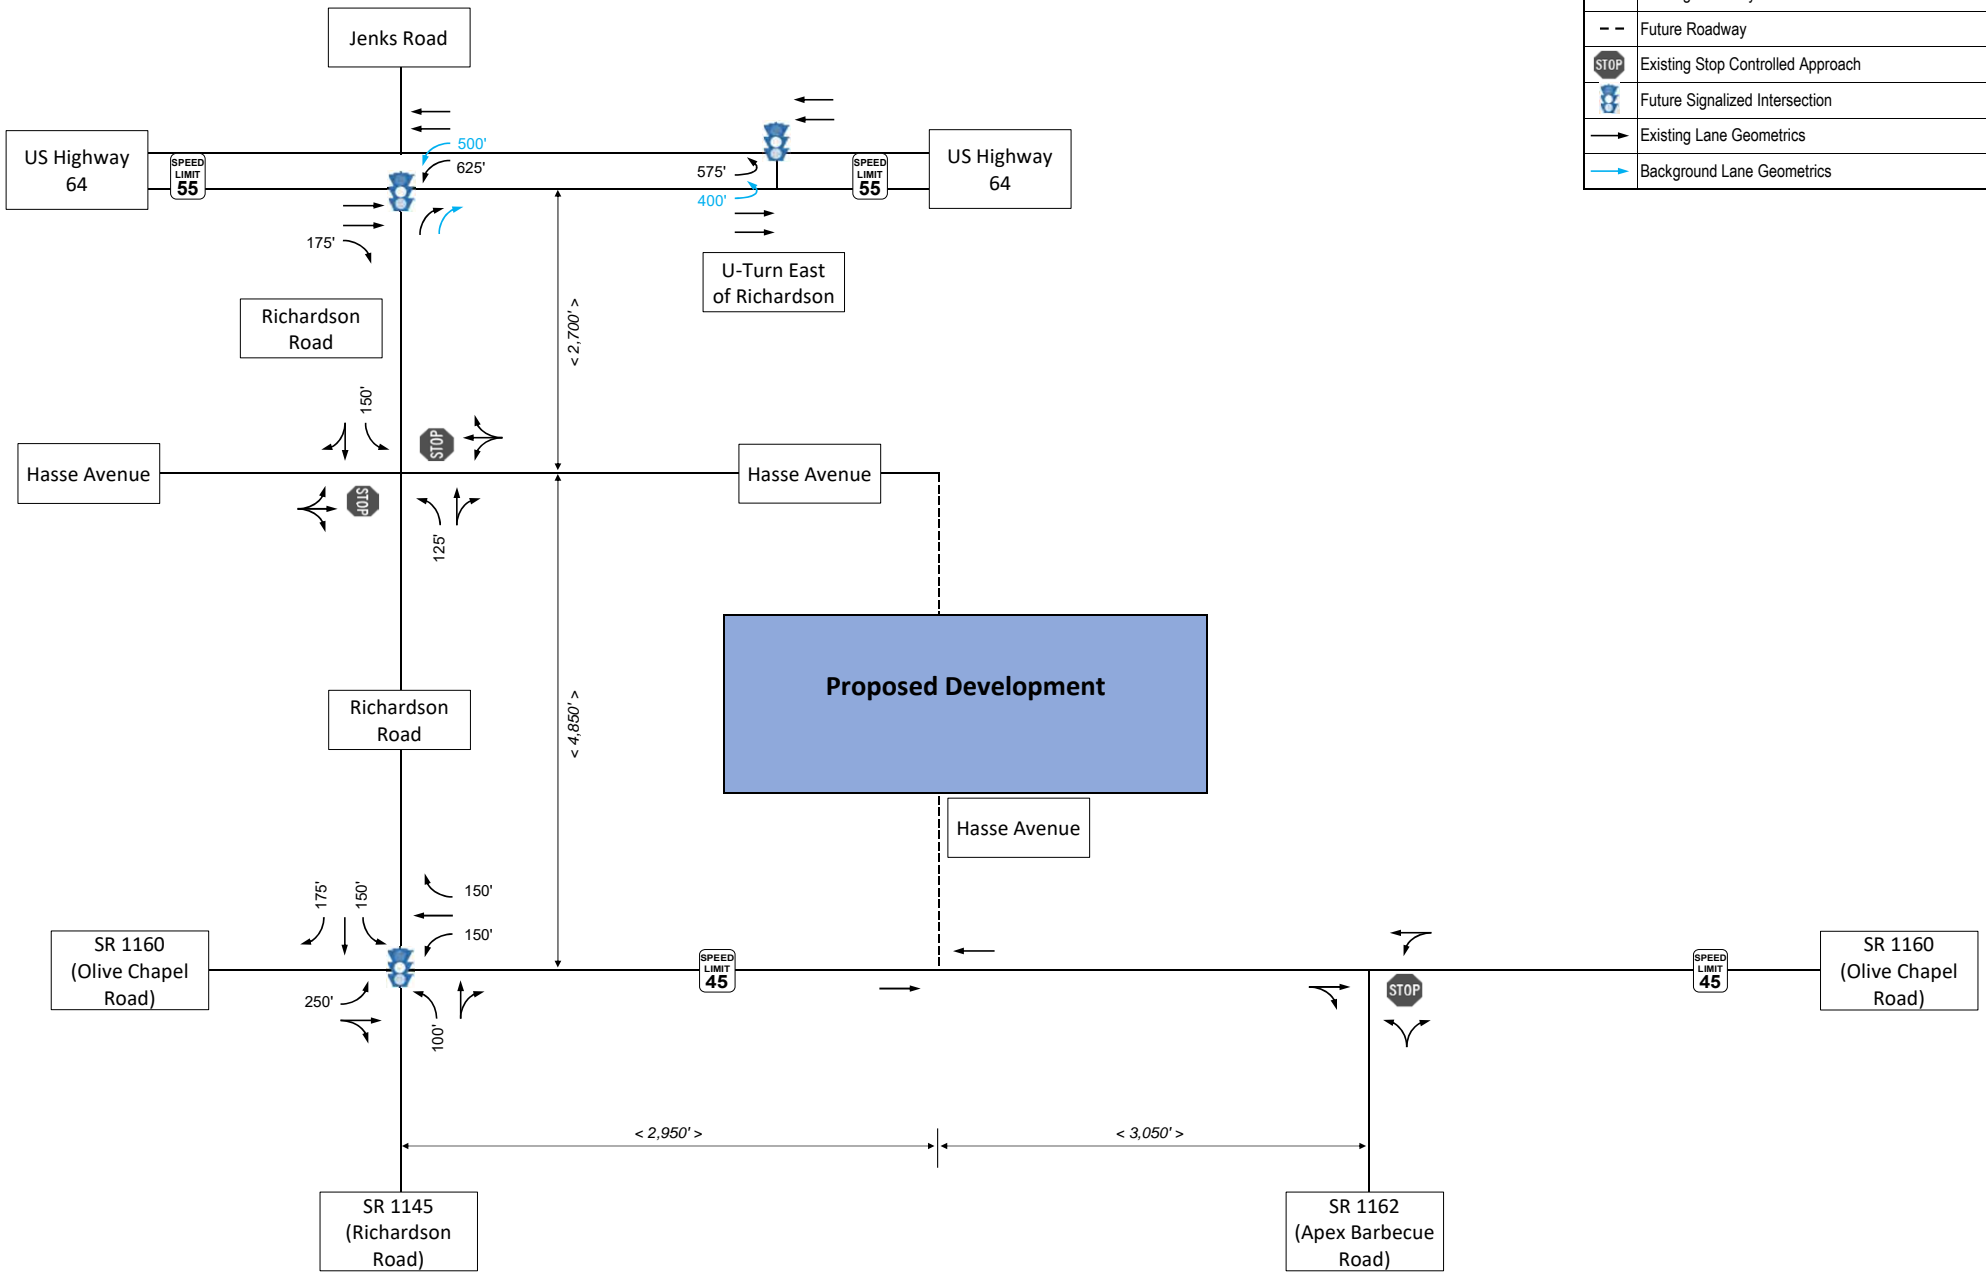 Jenks Road
Future Roadway
STOP
Existing Stop Controlled Approach
Future Signalized Intersection
Existing Lane Geometrics
Background Lane Geometrics
US Highway
64
SPEED
LIMIT
55
500'
625'
575'
400'
SPEED
LIMIT
55
US Highway
64
175'
U-Turn East
of Richardson
Richardson
Road
< 2,700' >
150'
STOP
Hasse Avenue
Hasse Avenue
STOP
125'
Proposed Development
Richardson
Road
< 4,850' >
Hasse Avenue
175'
150'
150'
150'
SR 1160
(Olive Chapel
Road)
250'
100'
SPEED
LIMIT
45
STOP
SPEED
LIMIT
45
SR 1160
(Olive Chapel
Road)
< 2,950' >
< 3,050' >
SR 1145
(Richardson
Road)
SR 1162
(Apex Barbecue
Road)